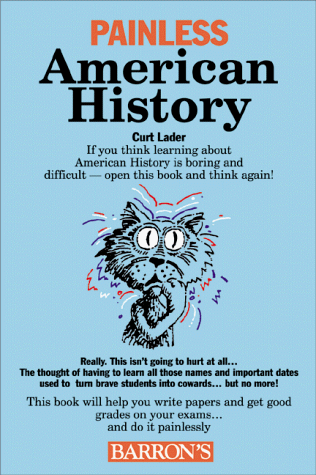 PAINLESS
American
History
Curt Lader
If you think learning about
American History is boring and
difficult — open this book and think again!
Really. This isn't going to hurt at all...
The thought of having to learn all those names and important dates
used to turn brave students into cowards... but no more!
This book will help you write papers and get good
grades on your exams...
and do it painlessly
BARRON'S